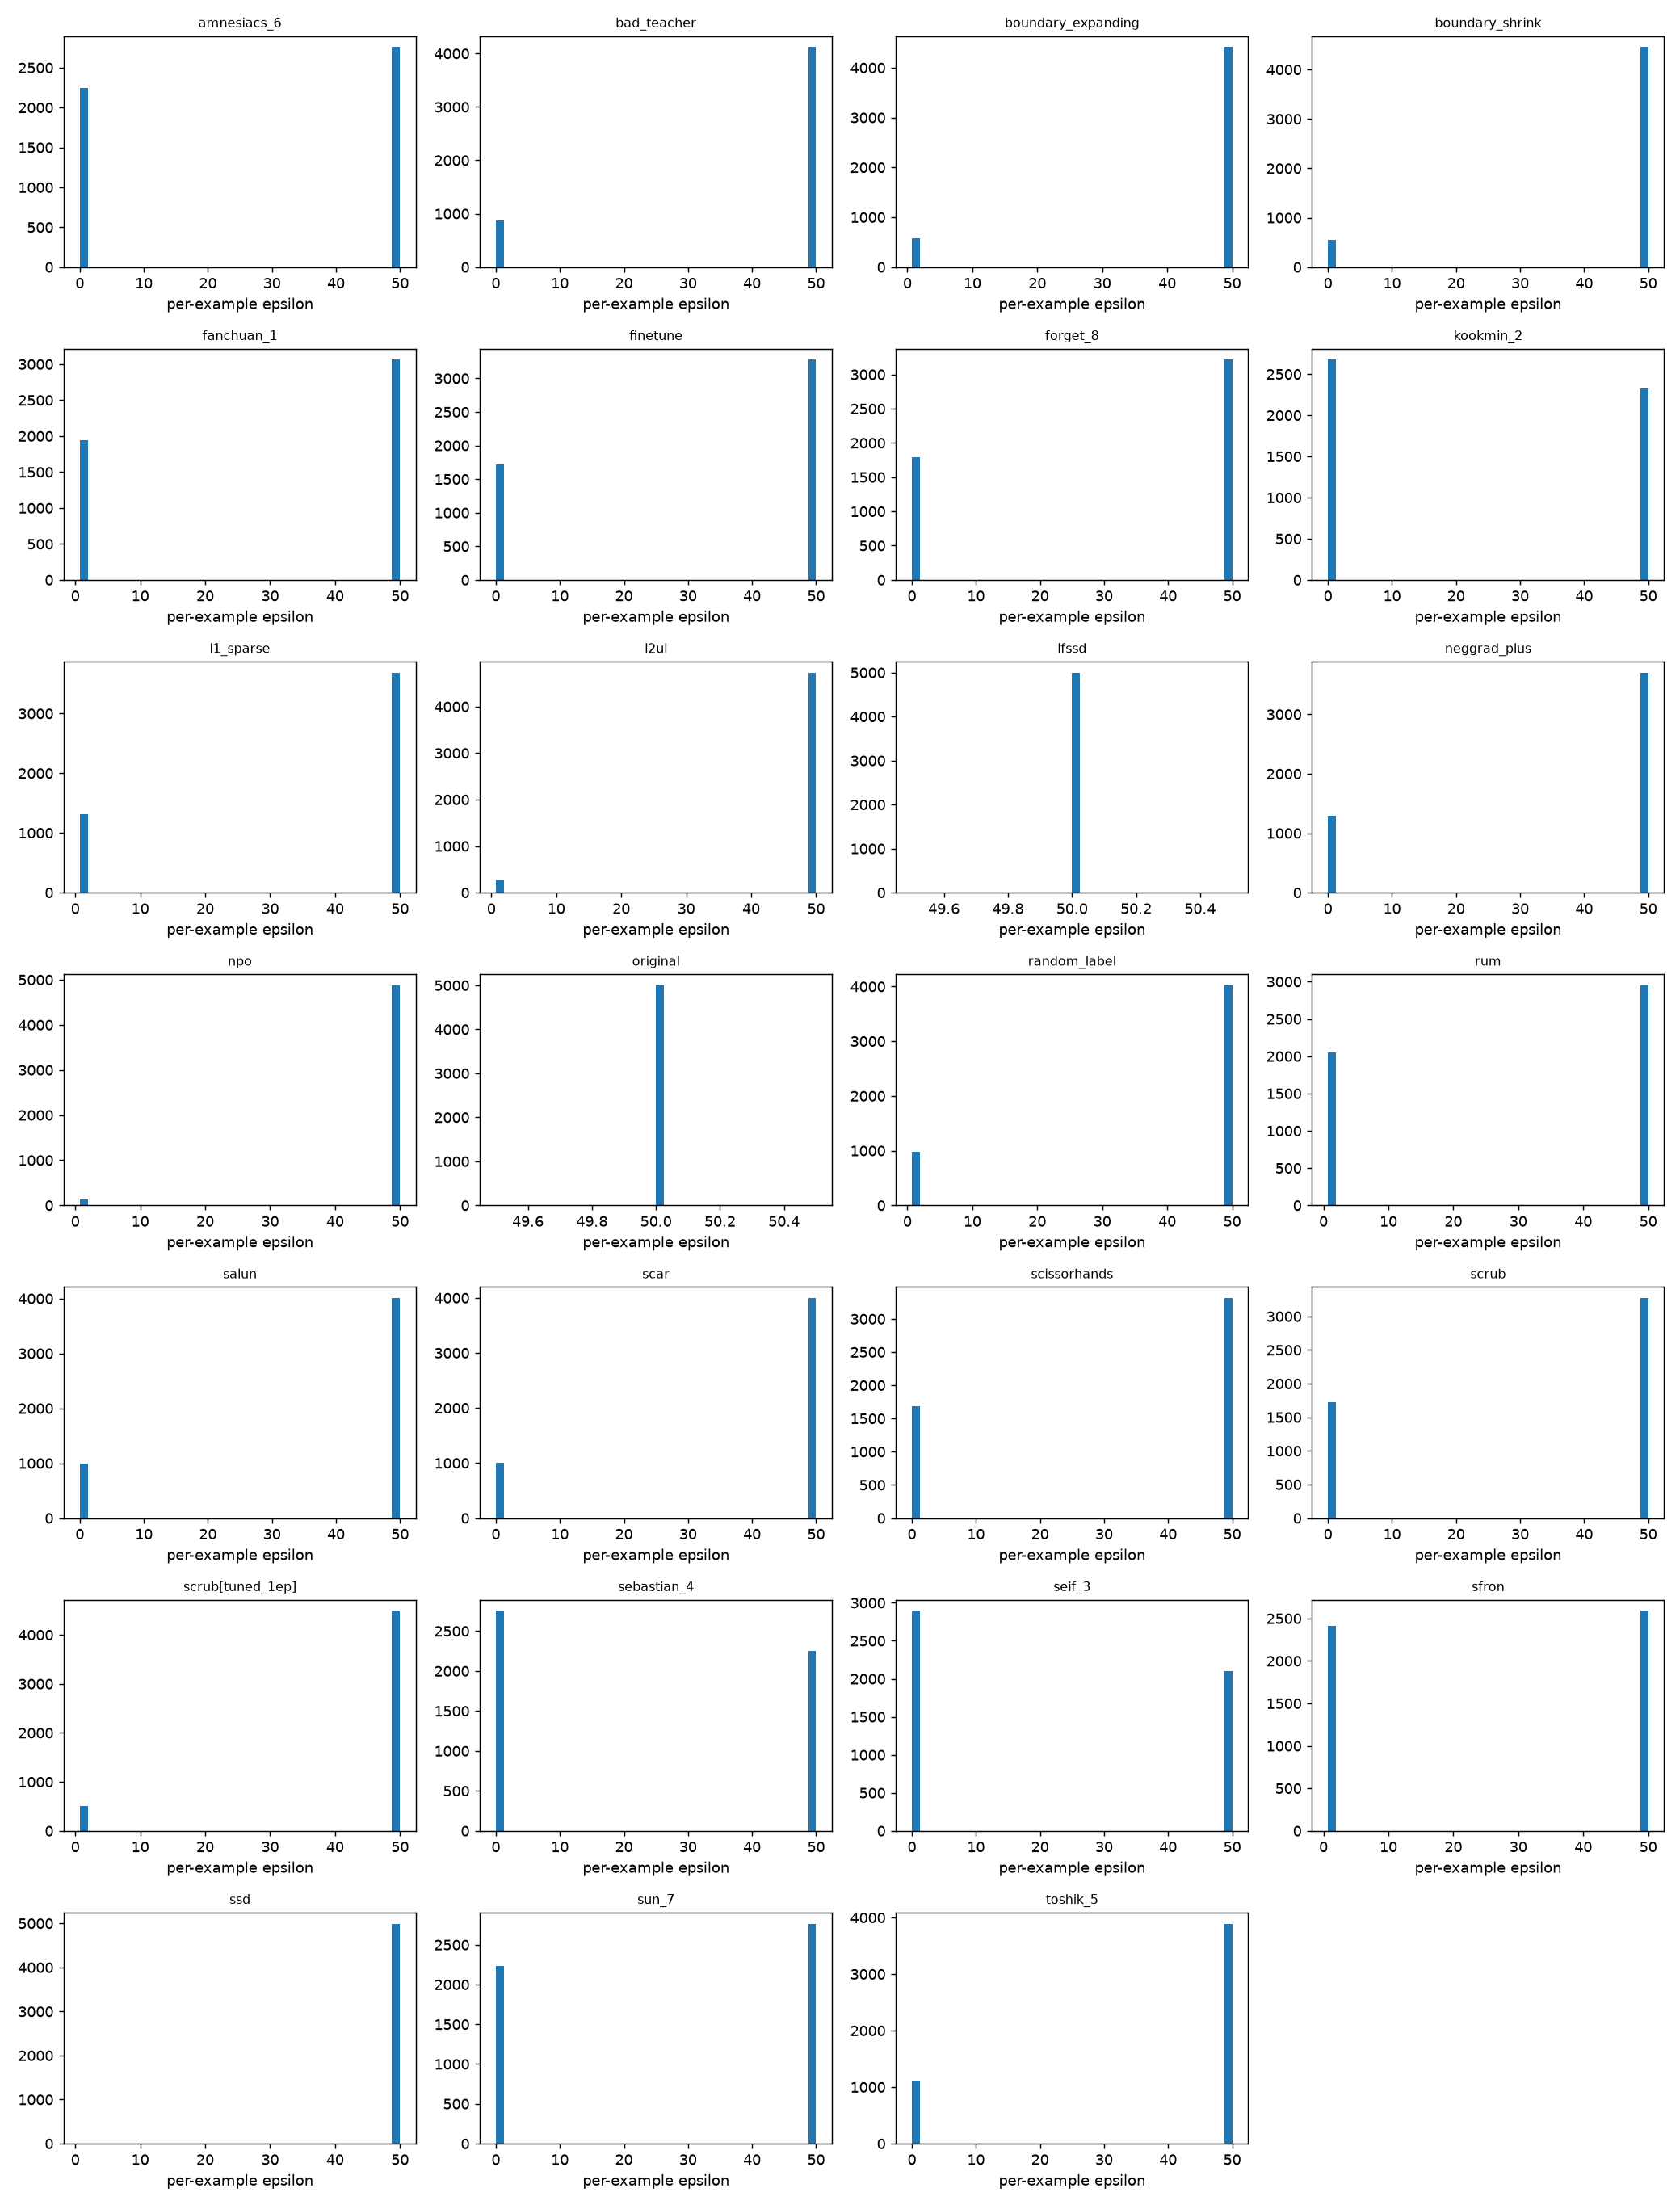 amnesiacs_6 bad_teacher boundary_expanding boundary_shrink
2500 4000 4000 4000
2000 3000 3000 3000
1500 2000 2000 2000
1000 1000 1000 1000
500
0 0 0 0
0 10 20 30 40 50 0 10 20 30 40 50 0 10 20 30 40 50 0 10 20 30 40 50
per-example epsilon per-example epsilon per-example epsilon per-example epsilon
fanchuan_1 finetune forget_8 kookmin_2
3000 3000 3000 2500
2500 2500 2500 2000
2000 2000 2000 1500
1500 1500 1500 1000
1000 1000 1000 500
500 500 500
0 0 0 0
0 10 20 30 40 50 0 10 20 30 40 50 0 10 20 30 40 50 0 10 20 30 40 50
per-example epsilon per-example epsilon per-example epsilon per-example epsilon
l1_sparse l2ul lfssd neggrad_plus
3000 4000 5000 3000
2000 3000 4000 2000
1000 2000 3000 1000
1000 2000
1000
0 0 0 0
0 10 20 30 40 50 0 10 20 30 40 50 49.6 49.8 50.0 50.2 50.4 0 10 20 30 40 50
per-example epsilon per-example epsilon per-example epsilon per-example epsilon
npo original random_label rum
5000 5000 4000 3000
4000 4000 3000 2500
3000 3000 2000 2000
2000 2000 1000 1500
1000 1000 1000
500
0 0 0 0
0 10 20 30 40 50 49.6 49.8 50.0 50.2 50.4 0 10 20 30 40 50 0 10 20 30 40 50
per-example epsilon per-example epsilon per-example epsilon per-example epsilon
salun scar scissorhands scrub
4000 4000 3000 3000
3000 3000 2500 2500
2000 2000 2000 2000
1000 1000 1500 1500
1000 1000
500 500
0 0 0 0
0 10 20 30 40 50 0 10 20 30 40 50 0 10 20 30 40 50 0 10 20 30 40 50
per-example epsilon per-example epsilon per-example epsilon per-example epsilon
scrub[tuned_1ep] sebastian_4 seif_3 sfron
4000 2500 3000 2500
3000 2000 2500 2000
2000 1500 2000 1500
1000 1000 1500 1000
500 1000 500
500
0 0 0 0
0 10 20 30 40 50 0 10 20 30 40 50 0 10 20 30 40 50 0 10 20 30 40 50
per-example epsilon per-example epsilon per-example epsilon per-example epsilon
ssd sun_7 toshik_5
5000 2500 4000
4000 2000 3000
3000 1500 2000
2000 1000 1000
1000 500
0 0 0
0 10 20 30 40 50 0 10 20 30 40 50 0 10 20 30 40 50
per-example epsilon per-example epsilon per-example epsilon